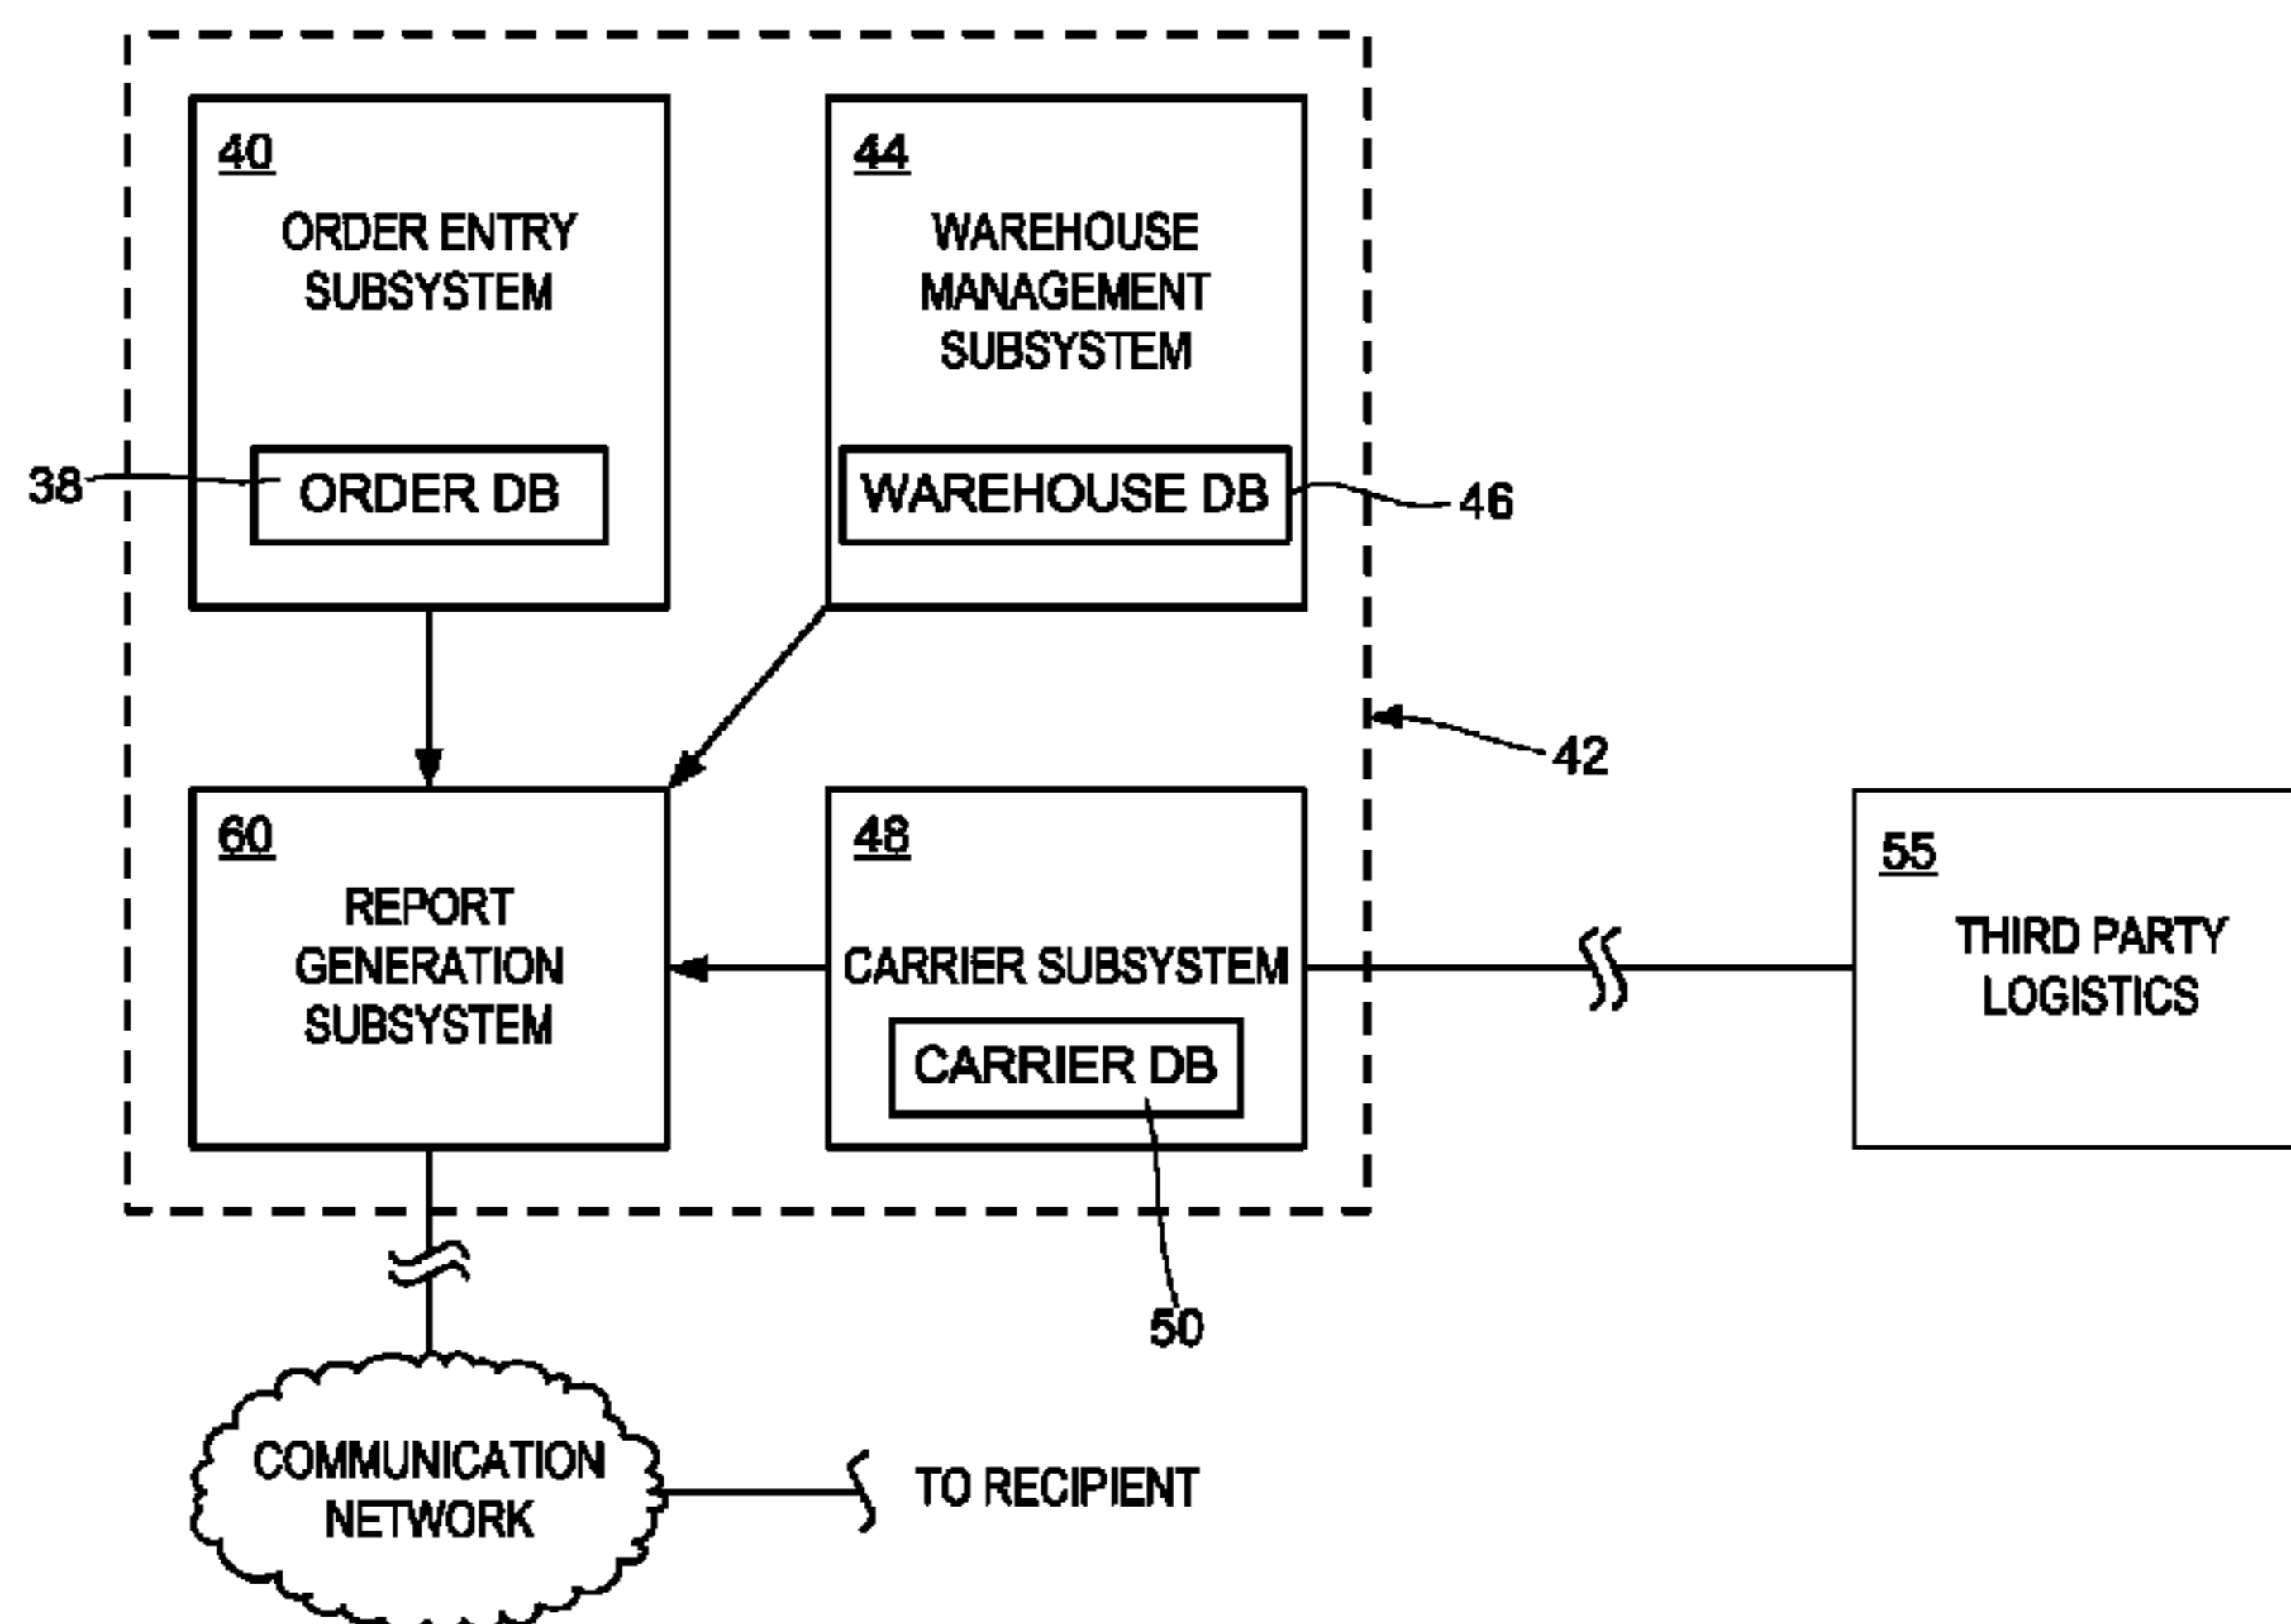 40
ORDER ENTRY
SUBSYSTEM
38
ORDER DB
44
WAREHOUSE
MANAGEMENT
SUBSYSTEM
WAREHOUSE DB
46
42
60
REPORT
GENERATION
SUBSYSTEM
48
CARRIER SUBSYSTEM
CARRIER DB
50
55
THIRD PARTY
LOGISTICS
COMMUNICATION
NETWORK
TO RECIPIENT